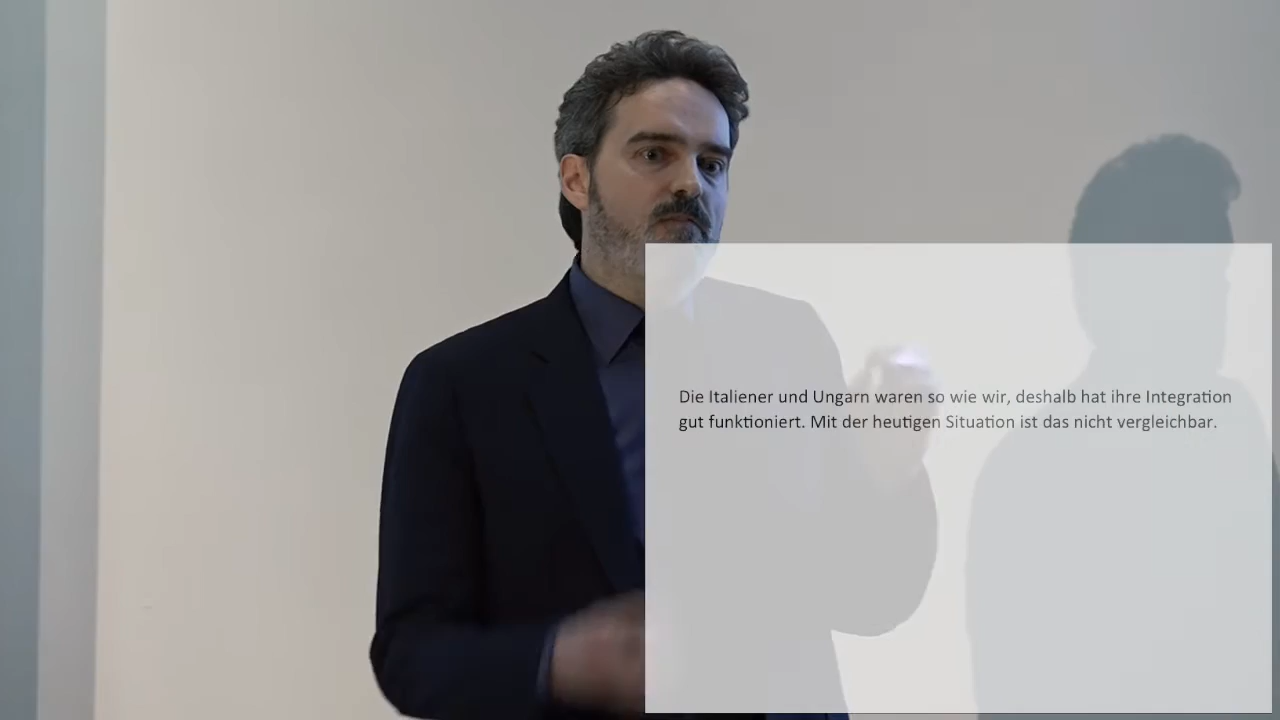 Die Italiener und Ungarn waren so wie wir, deshalb hat ihre Integration
gut funktioniert. Mit der heutigen Situation ist das nicht vergleichbar.